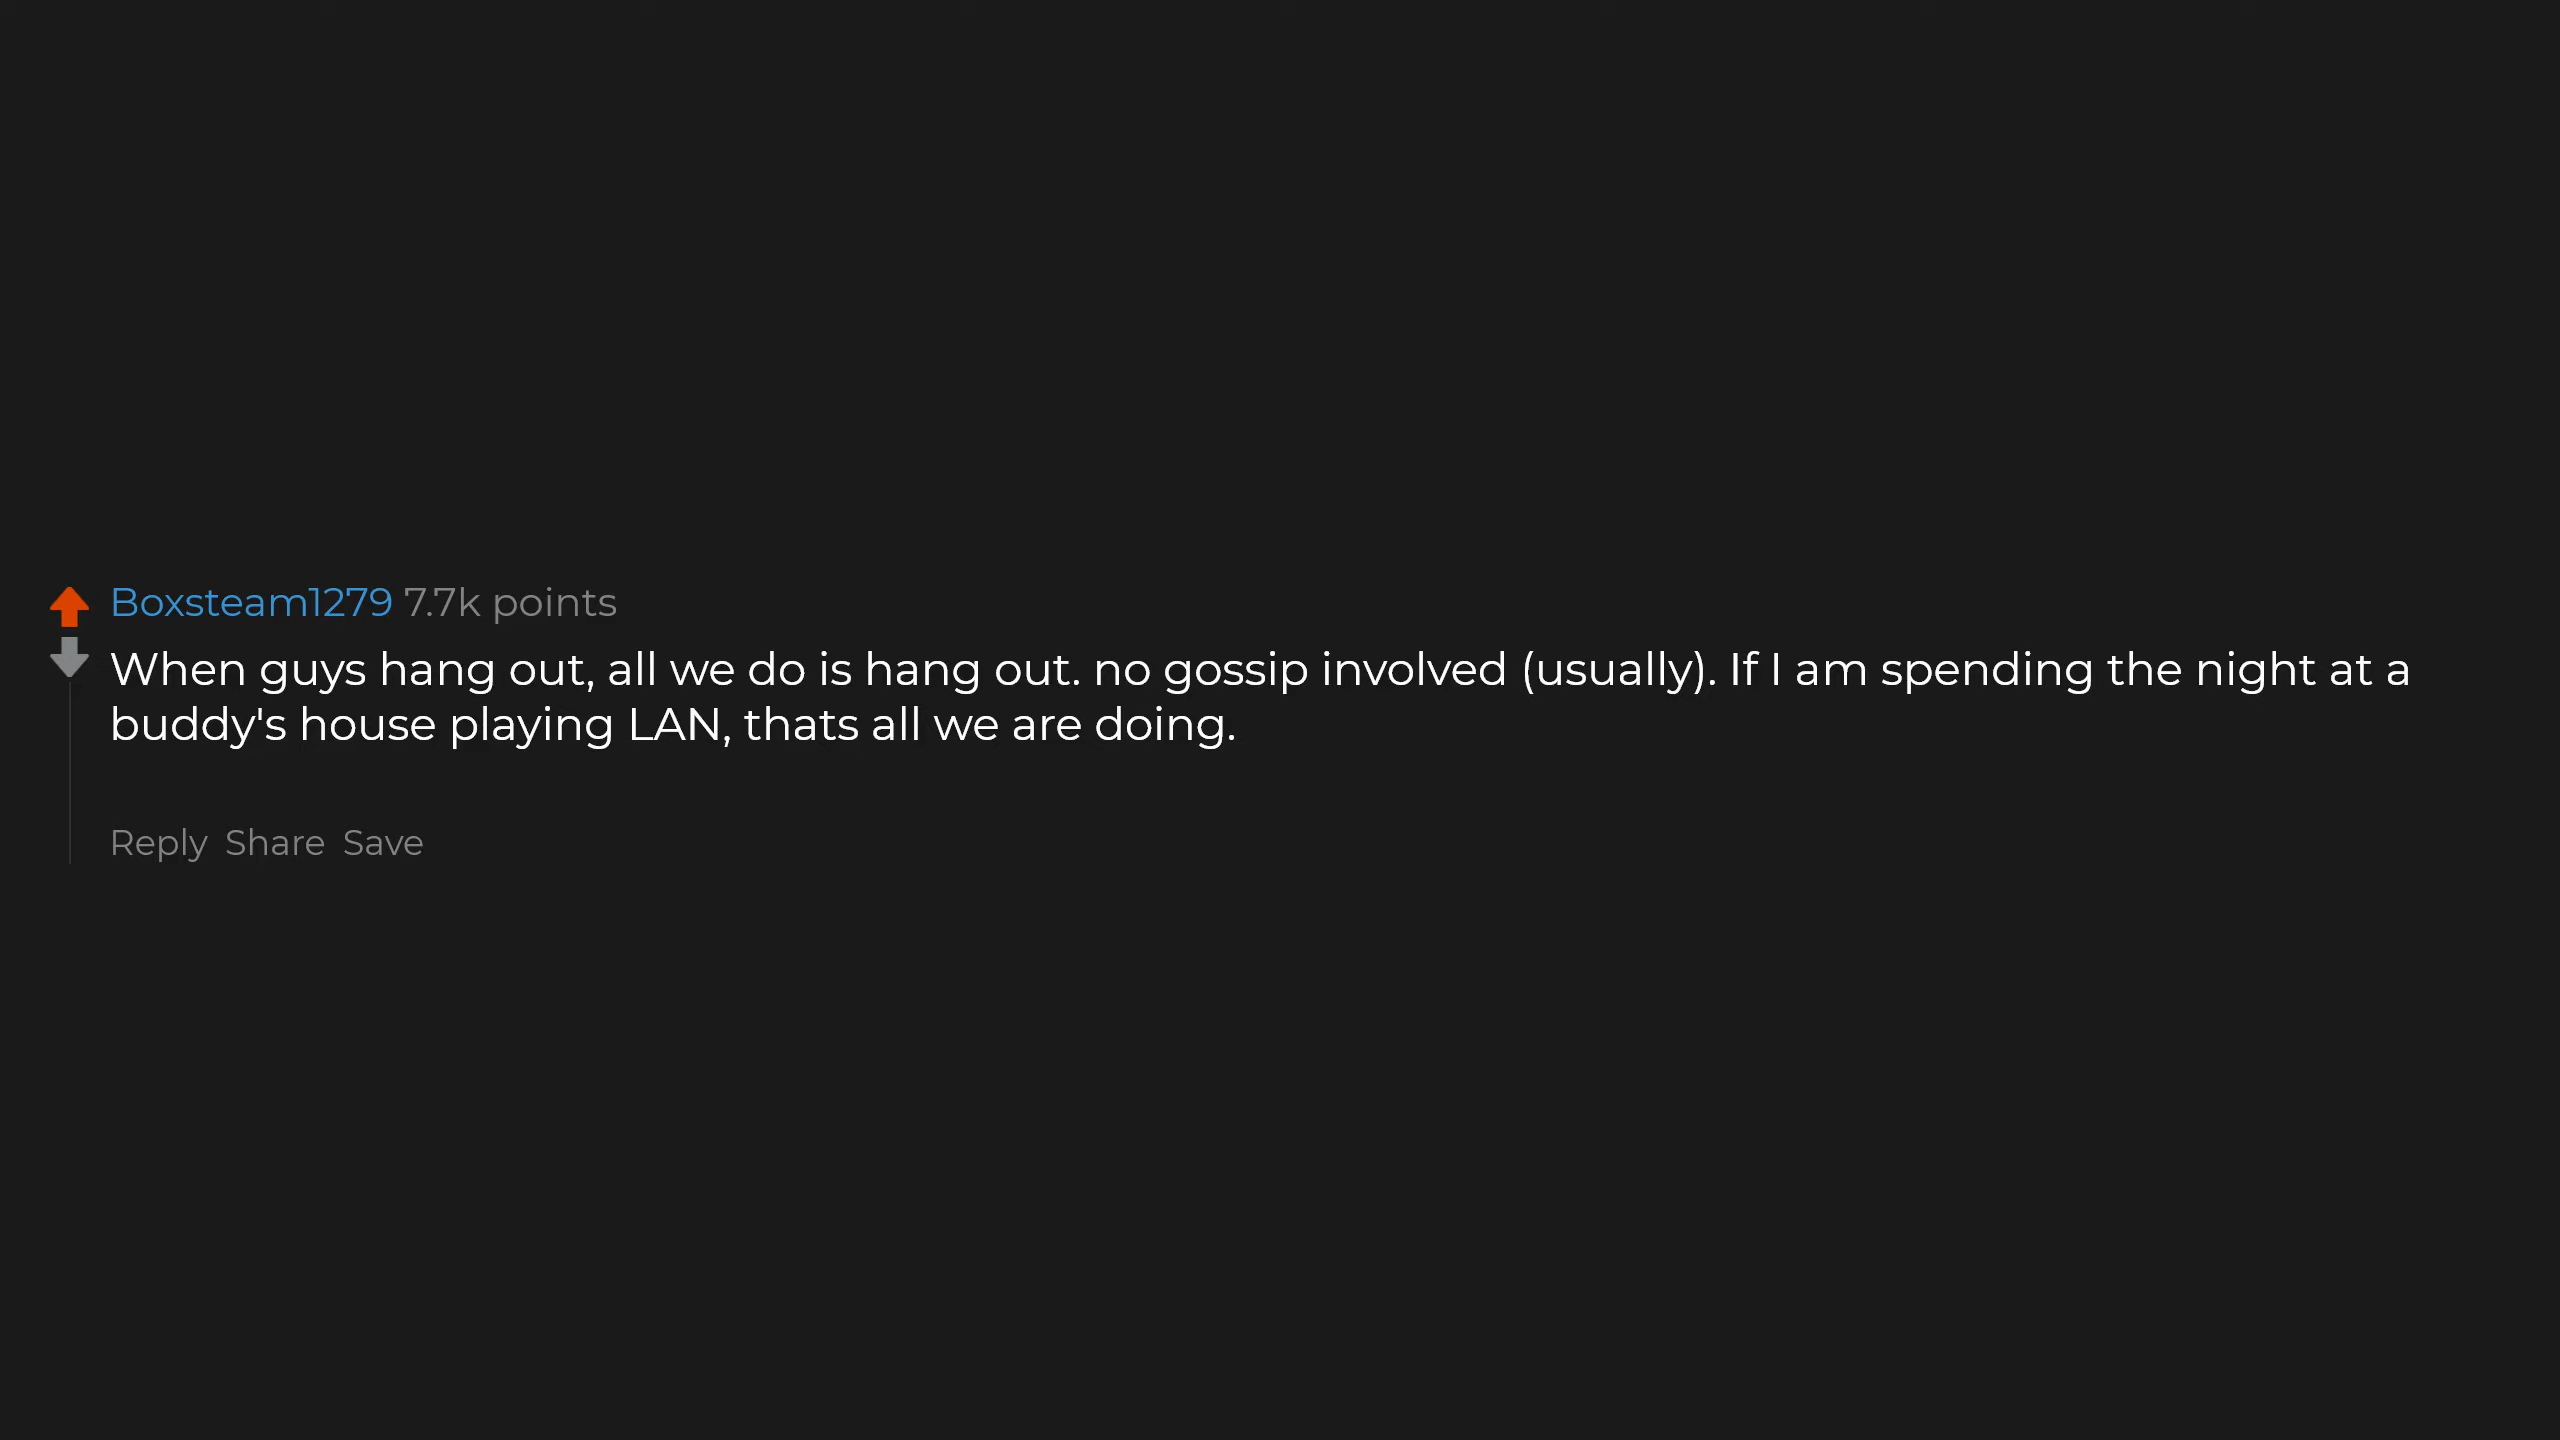 Boxsteam1279 7.7k points
When guys hang out, all we do is hang out. no gossip involved (usually). If I am spending the night at a
buddy's house playing LAN, thats all we are doing.
Reply Share Save